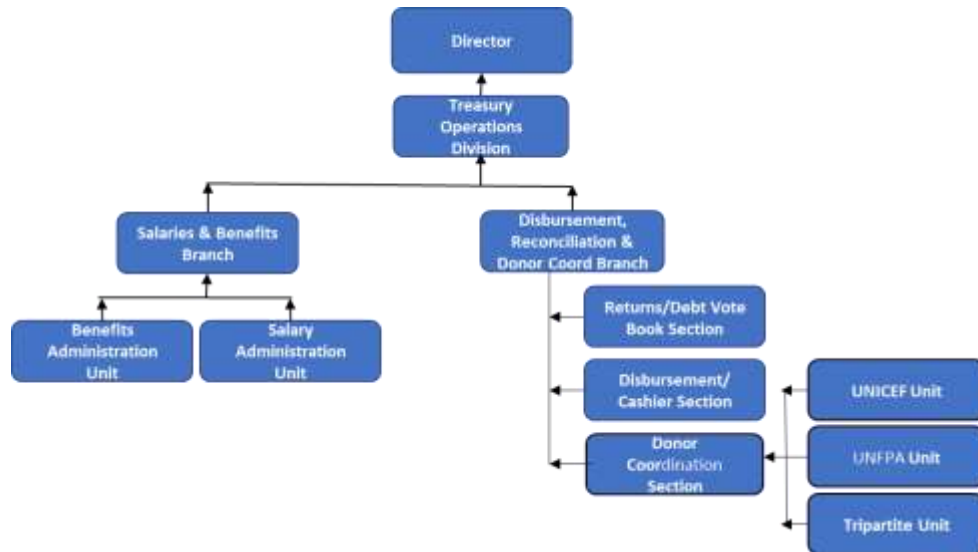 Director
Treasury
Operations
Division
Salaries & Benefits
Branch
Disbursement,
Reconciliation &
Donor Coord Branch
Benefits
Administration
Unit
Salary
Administration
Unit
Returns/Debt Vote
Book Section
Disbursement/
Cashier Section
Donor
Coordination
Section
UNICEF Unit
UNFPA Unit
Tripartite Unit